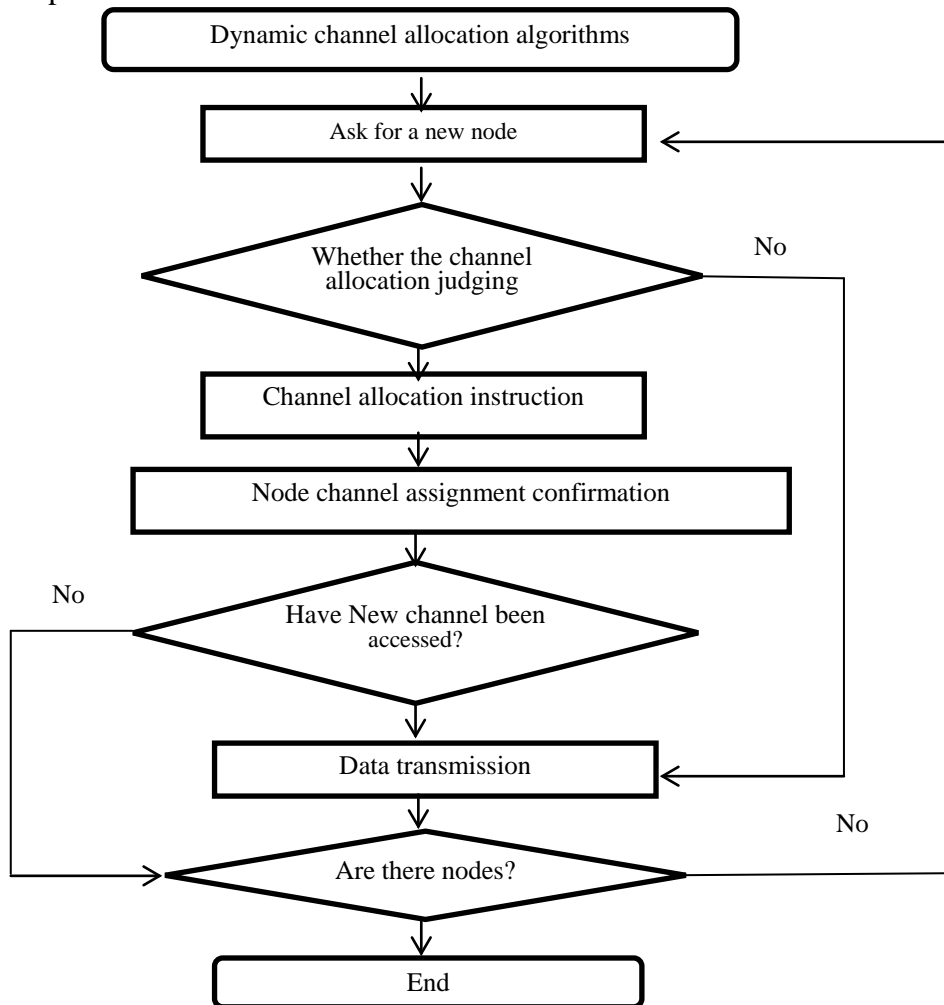 Dynamic channel allocation algorithms
Ask for a new node
Whether the channel
allocation judging
No
Channel allocation instruction
Node channel assignment confirmation
No
Have New channel been
accessed?
Data transmission
No
Are there nodes?
End